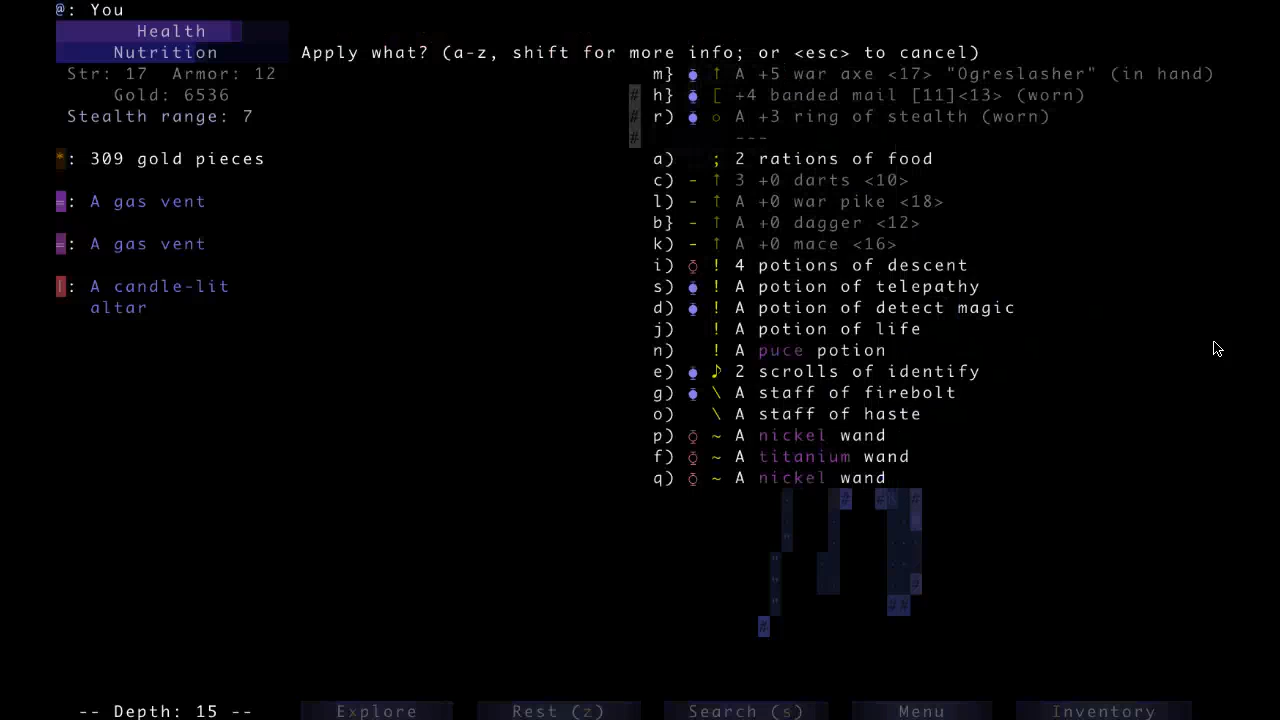 @: You
Health
Nutrition
Apply what? (a-z, shift for more info; or <esc> to cancel)
Str: 17 Armor: 12
Gold: 6536
Stealth range: 7
*: 309 gold pieces
=: A gas vent
=: A gas vent
|: A candle-lit
altar
m} ↑ A +5 war axe <17> "Ogreslasher" (in hand)
h} [ +4 banded mail [11]<13> (worn)
r) ○ A +3 ring of stealth (worn)
---
a) ; 2 rations of food
c) - ↑ 3 +0 darts <10>
l) - ↑ A +0 war pike <18>
b} - ↑ A +0 dagger <12>
k) - ↑ A +0 mace <16>
i) ! 4 potions of descent
s) ! A potion of telepathy
d) ! A potion of detect magic
j) ! A potion of life
n) ! A puce potion
e) ♪ 2 scrolls of identify
g) \ A staff of firebolt
o) \ A staff of haste
p) ~ A nickel wand
f) ~ A titanium wand
q) ~ A nickel wand
-- Depth: 15 --
Explore
Rest (z)
Search (s)
Menu
Inventory